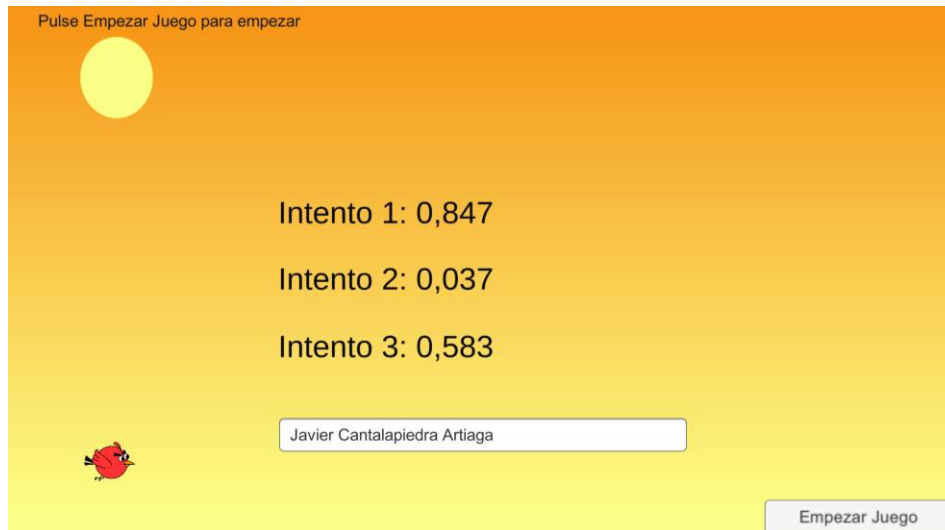 Pulse Empezar Juego para empezar
Intento 1: 0,847
Intento 2: 0,037
Intento 3: 0,583
Javier Cantalapiedra Artiaga
Empezar Juego